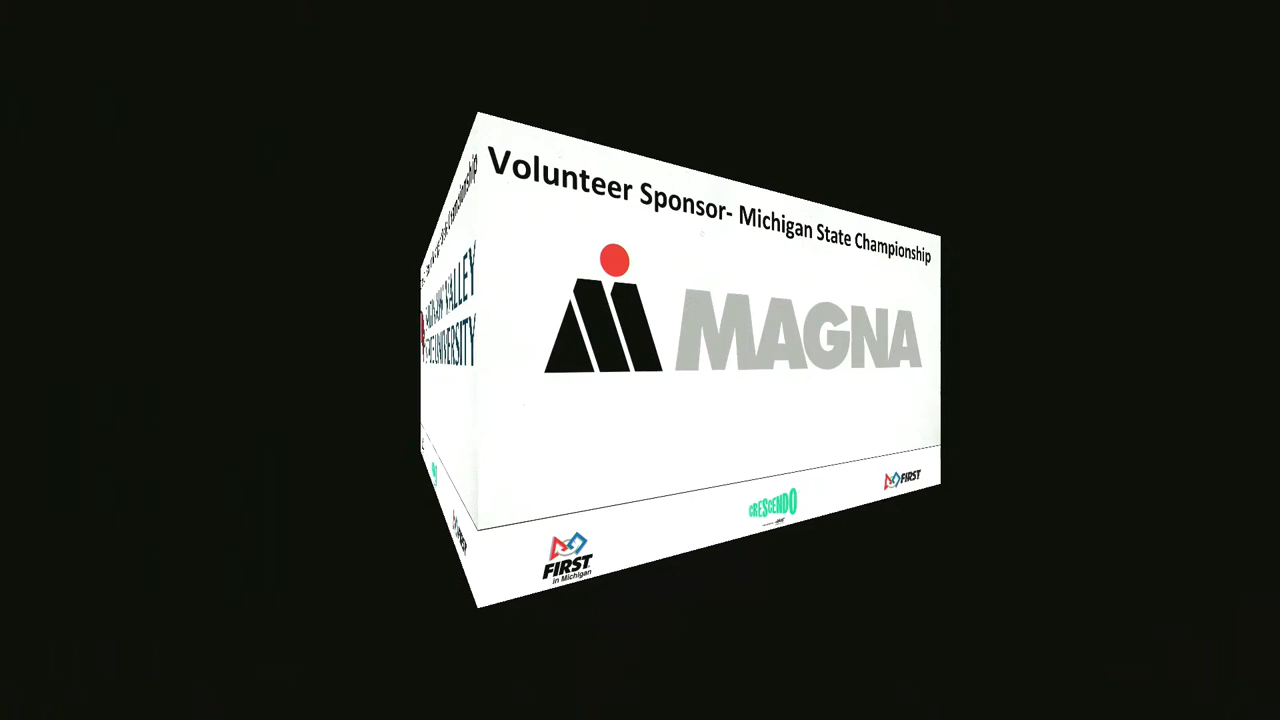 Volunteer Sponsor- Michigan State Championship
MAGNA
VALLEY
UNIVERSITY
CRESCENDO
FIRST
FIRST
in Michigan